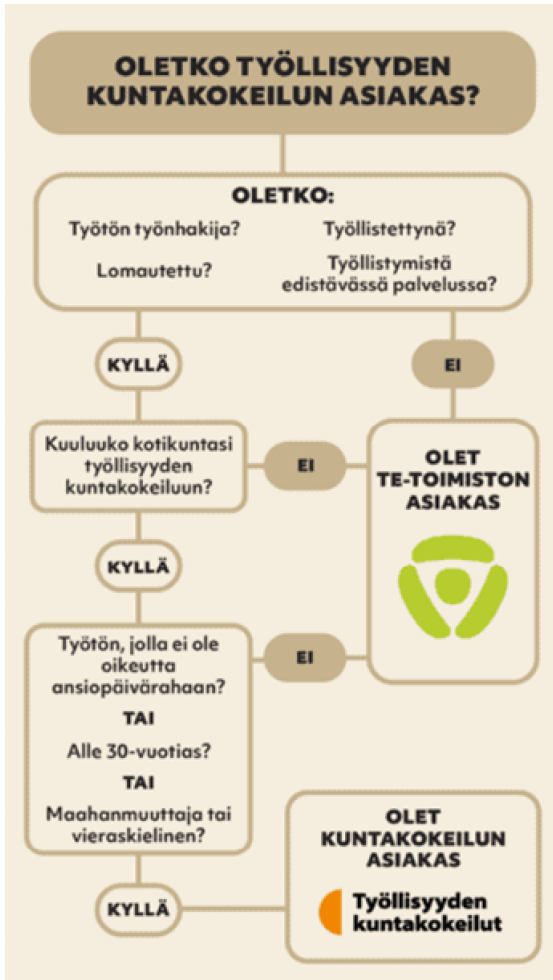 OLETKO TYÖLLISYYDEN
KUNTAKOKEILUN ASIAKAS?
OLETKO:
Työtön työnhakija?
Työllistettynä?
Lomautettu?
Työllistymistä
edistävässä palvelussa?
KYLLÄ
EI
Kuuluuko kotikuntasi
työllisyyden
kuntakokeiluun?
EI
OLET
TE-TOIMISTON
ASIAKAS
KYLLÄ
Työtön, jolla ei ole
oikeutta
ansiopäivärahaan?
TAI
Alle 30-vuotias?
TAI
Maahanmuuttaja tai
vieraskielinen?
EI
KYLLÄ
OLET
KUNTAKOKEILUN
ASIAKAS
Työllisyyden
kuntakokeilut